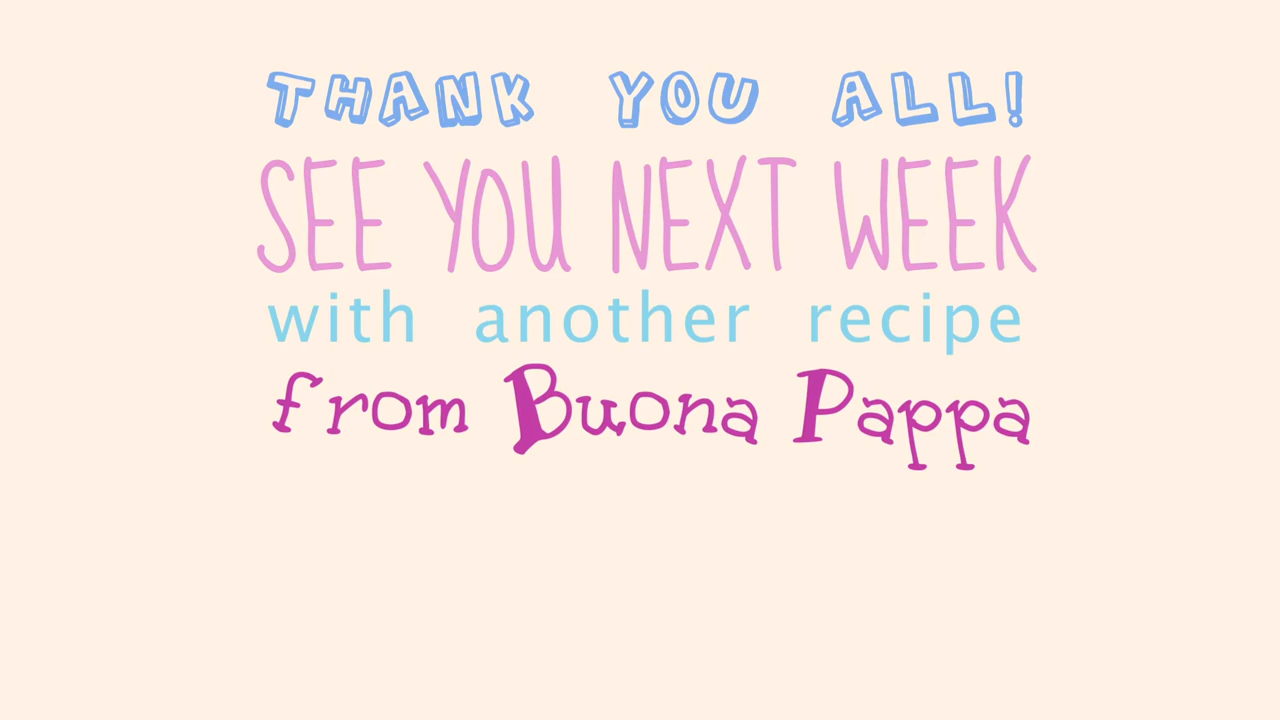 THANK YOU ALL!
SEE YOU NEXT WEEK
with another recipe
from Buona Pappa